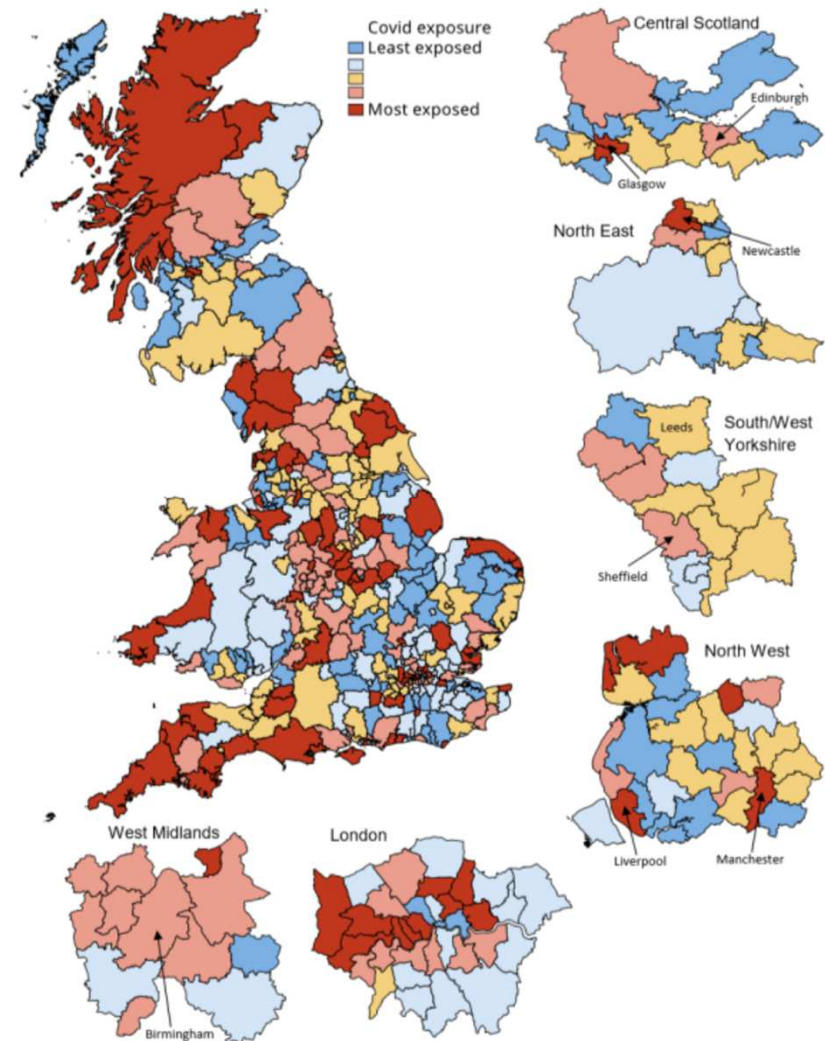 Covid exposure
Least exposed
Most exposed
Central Scotland
Edinburgh
Glasgow
North East
Newcastle
South/West
Yorkshire
Leeds
Sheffield
North West
Liverpool
Manchester
West Midlands
Birmingham
London